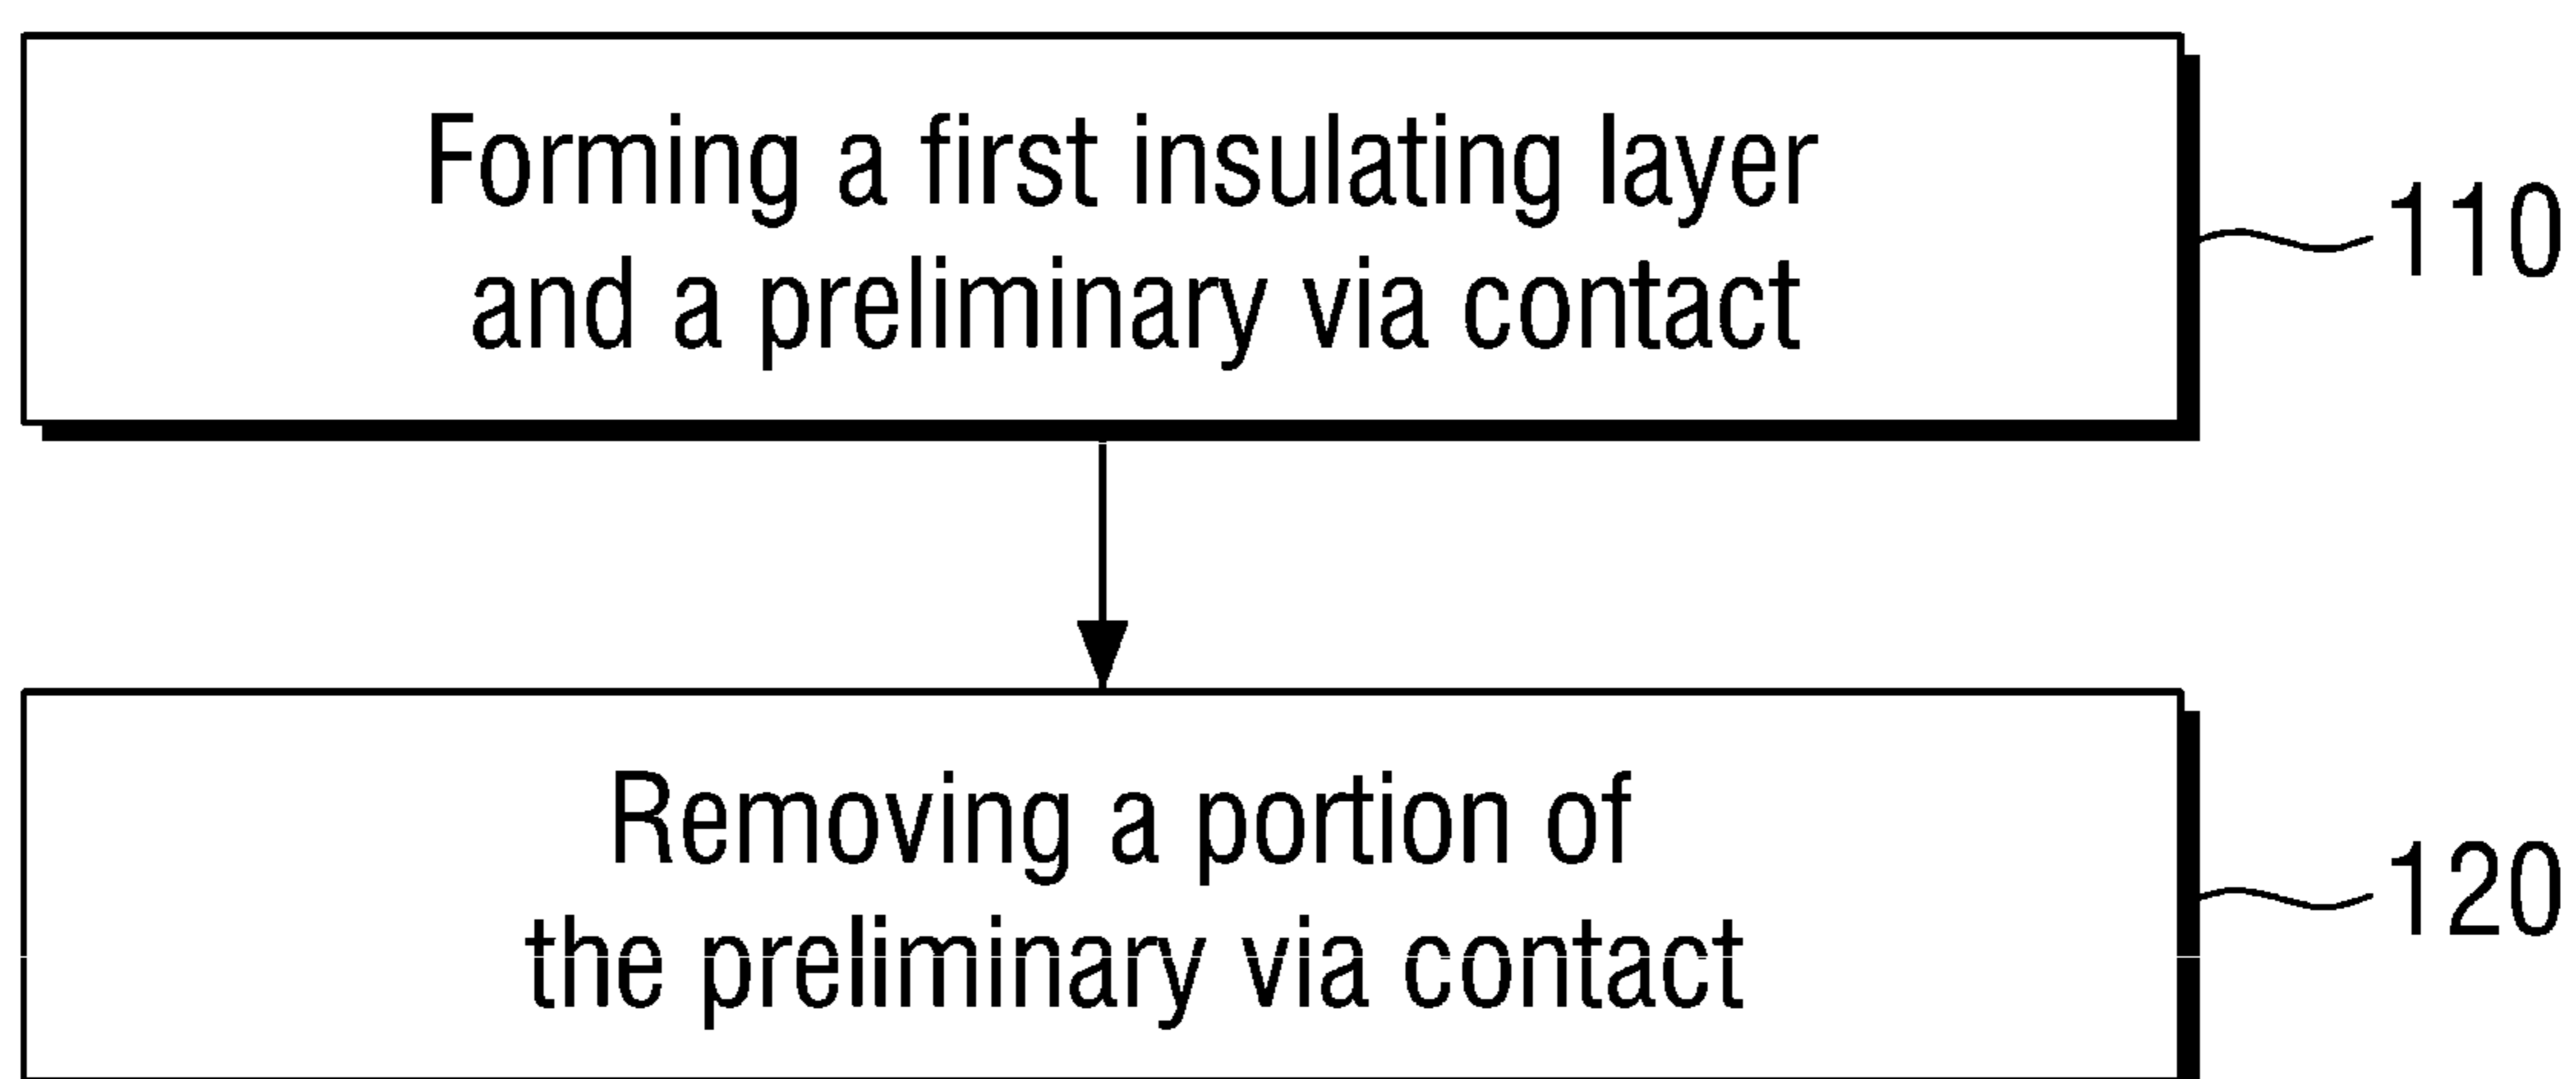 Forming a first insulating layer
and a preliminary via contact
110
Removing a portion of
the preliminary via contact
120